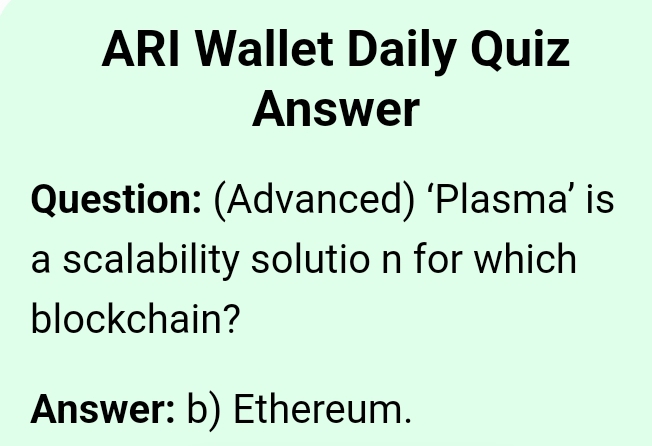 ARI Wallet Daily Quiz
Answer
Question: (Advanced) ‘Plasma’ is
a scalability solutio n for which
blockchain?
Answer: b) Ethereum.